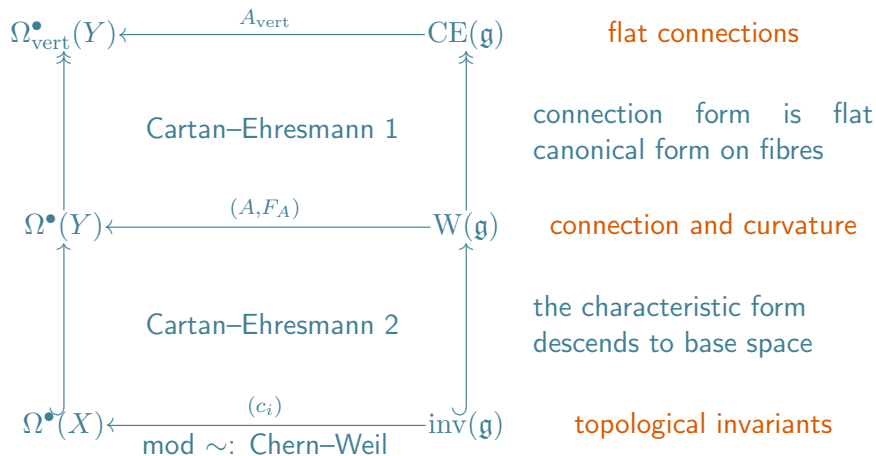 Ω•vert(Y) Avert CE(𝔤) flat connections
Cartan–Ehresmann 1
connection form is flat
canonical form on fibres
Ω•(Y) (A,FA) W(𝔤) connection and curvature
Cartan–Ehresmann 2
the characteristic form
descends to base space
Ω•(X) (ci) inv(𝔤) topological invariants
mod ∼: Chern–Weil